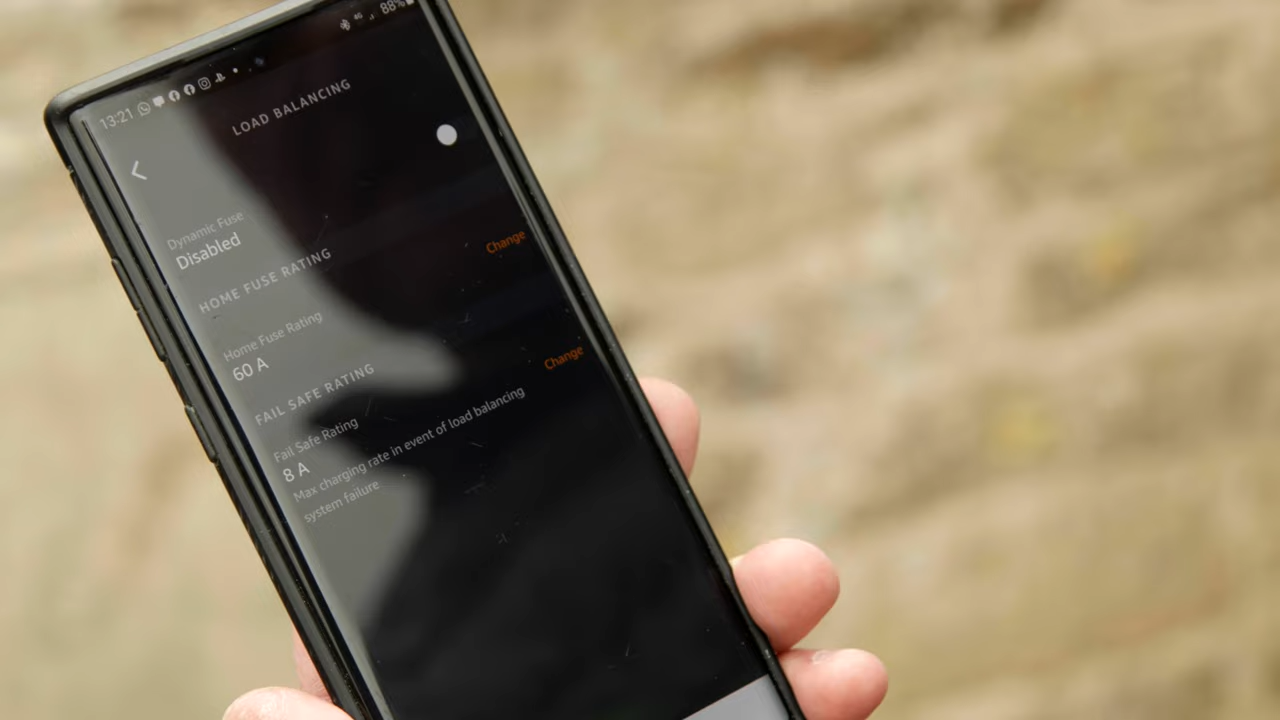 13:21
4G
88%
LOAD BALANCING
Dynamic Fuse
Disabled
HOME FUSE RATING
Home Fuse Rating
60 A
Change
FAIL SAFE RATING
Fail Safe Rating
8 A
Change
Max charging rate in event of load balancing
system failure